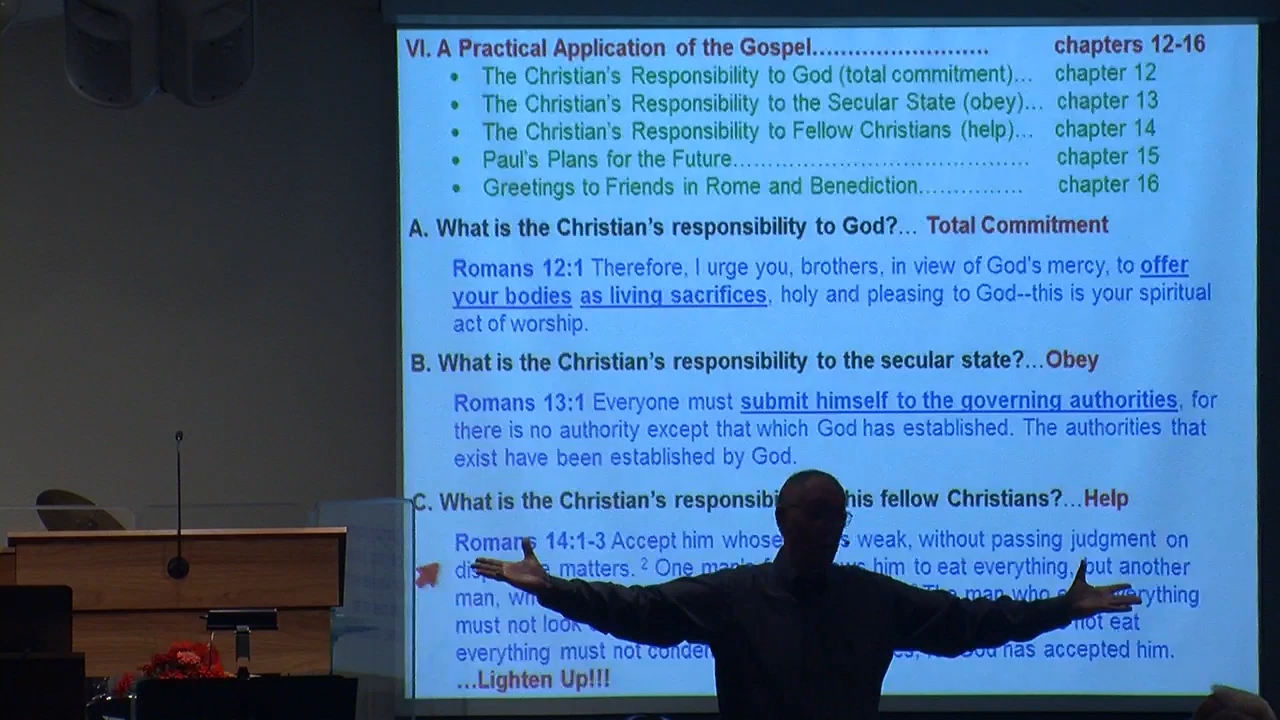 VI. A Practical Application of the Gospel........................ chapters 12-16
• The Christian's Responsibility to God (total commitment)... chapter 12
• The Christian's Responsibility to the Secular State (obey)... chapter 13
• The Christian's Responsibility to Fellow Christians (help)... chapter 14
• Paul's Plans for the Future....................................... chapter 15
• Greetings to Friends in Rome and Benediction............... chapter 16
A. What is the Christian's responsibility to God?... Total Commitment
Romans 12:1 Therefore, I urge you, brothers, in view of God's mercy, to offer
your bodies as living sacrifices, holy and pleasing to God--this is your spiritual
act of worship.
B. What is the Christian's responsibility to the secular state?...Obey
Romans 13:1 Everyone must submit himself to the governing authorities, for
there is no authority except that which God has established. The authorities that
exist have been established by God.
C. What is the Christian's his fellow Christians?...Help
Romans 14:1-3 Accept him whose weak, without passing judgment on
matters. 2 One him to eat everything, but another
man, The man who
must not look not eat
everything must not has accepted him.
...Lighten Up!!!